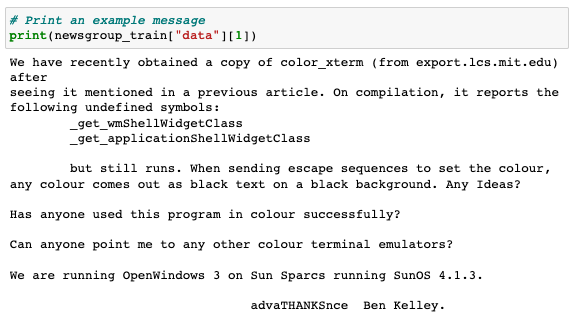 # Print an example message
print(newsgroup_train["data"][1])
We have recently obtained a copy of color_xterm (from export.lcs.mit.edu)
after
seeing it mentioned in a previous article. On compilation, it reports the
following undefined symbols:
_get_wmShellWidgetClass
_get_applicationShellWidgetClass
but still runs. When sending escape sequences to set the colour,
any colour comes out as black text on a black background. Any Ideas?
Has anyone used this program in colour successfully?
Can anyone point me to any other colour terminal emulators?
We are running OpenWindows 3 on Sun Sparcs running SunOS 4.1.3.
advaTHANKSnce  Ben Kelley.